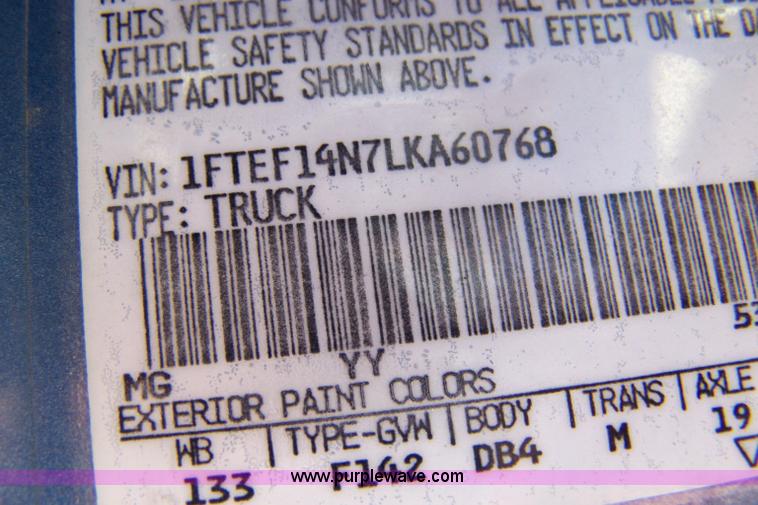 THIS VEHICLE CONFORMS TO ALL APPLICABLE
VEHICLE SAFETY STANDARDS IN EFFECT ON THE
MANUFACTURE SHOWN ABOVE.
VIN: 1FTEF14N7LKA60768
TYPE: TRUCK
53
MG YY
EXTERIOR PAINT COLORS
WB TYPE-GVW BODY TRANS AXLE
133 F142 DB4 M 19
www.purplewave.com